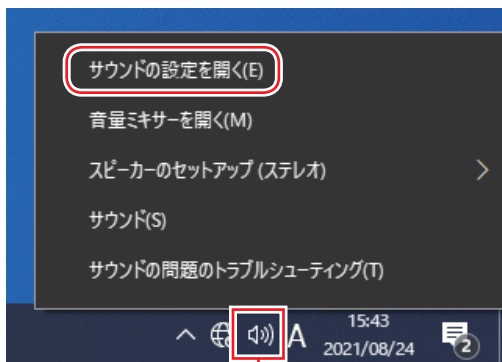 サウンドの設定を開く(E)
音量ミキサーを開く(M)
スピーカーのセットアップ (ステレオ)
サウンド(S)
サウンドの問題のトラブルシューティング(T)
A
15:43
2021/08/24
2